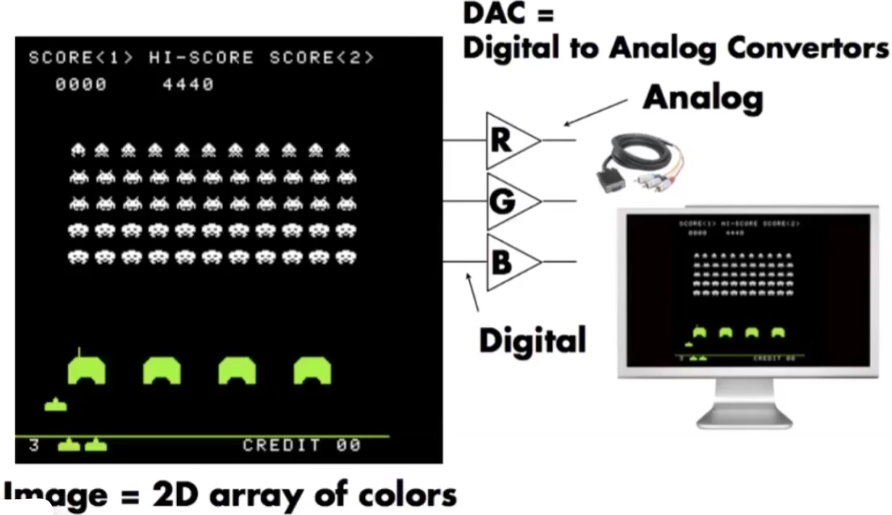 DAC =
Digital to Analog Convertors
SCORE<1> HI-SCORE SCORE<2>
0000 4440
Analog
R
G
B
Digital
SCORE<1> HI-SCORE SCORE<2>
0000 4440
3 CREDIT 00
3 CREDIT 00
Image = 2D array of colors